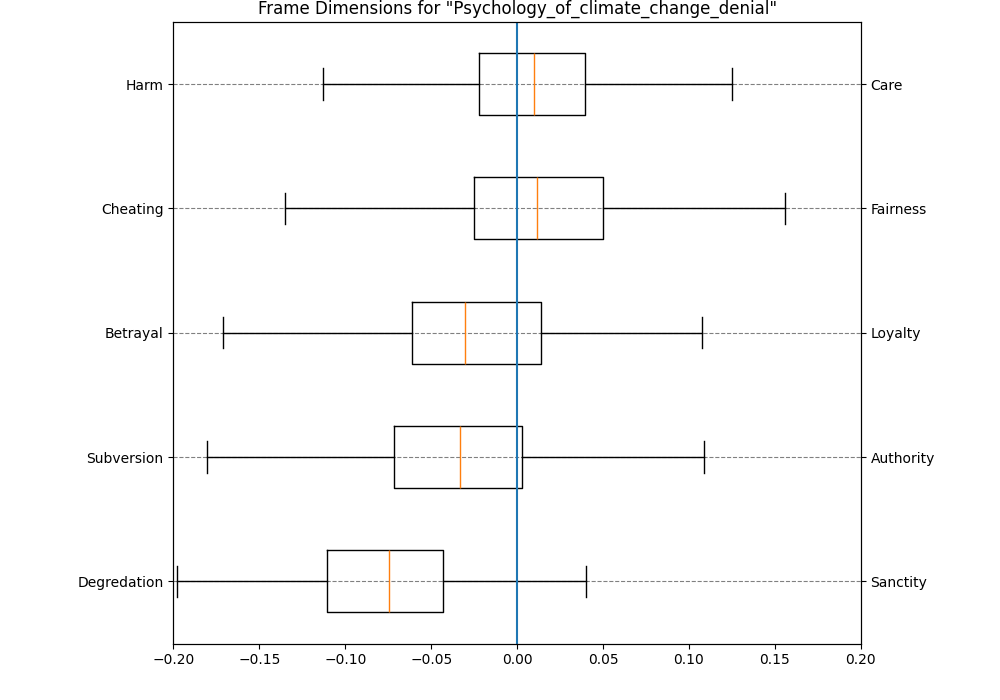 Frame Dimensions for "Psychology_of_climate_change_denial"
Harm Care
Cheating Fairness
Betrayal Loyalty
Subversion Authority
Degredation Sanctity
−0.20 −0.15 −0.10 −0.05 0.00 0.05 0.10 0.15 0.20